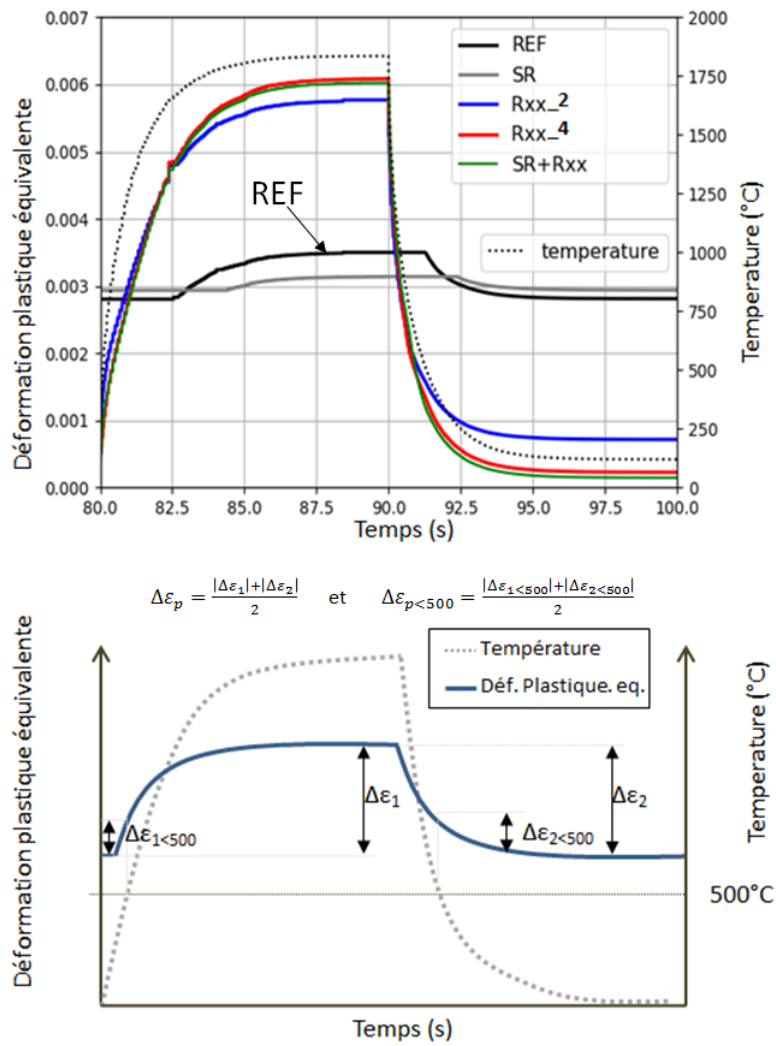 0.007
0.006
0.005
0.004
0.003
0.002
0.001
0.000
Déformation plastique équivalente
REF
SR
Rxx_2
Rxx_4
SR+Rxx
temperature
REF
2000
1750
1500
1250
1000
750
500
250
0
Temperature (°C)
80.0 82.5 85.0 87.5 90.0 92.5 95.0 97.5 100.0
Temps (s)
Δεₚ = |Δε₁|+|Δε₂| / 2 et Δεₚ<500 = |Δε₁<500|+|Δε₂<500| / 2
Déformation plastique équivalente
Température
Déf. Plastique. eq.
Δε₁
Δε₂
Δε₁<500
Δε₂<500
500°C
Temperature (°C)
Temps (s)